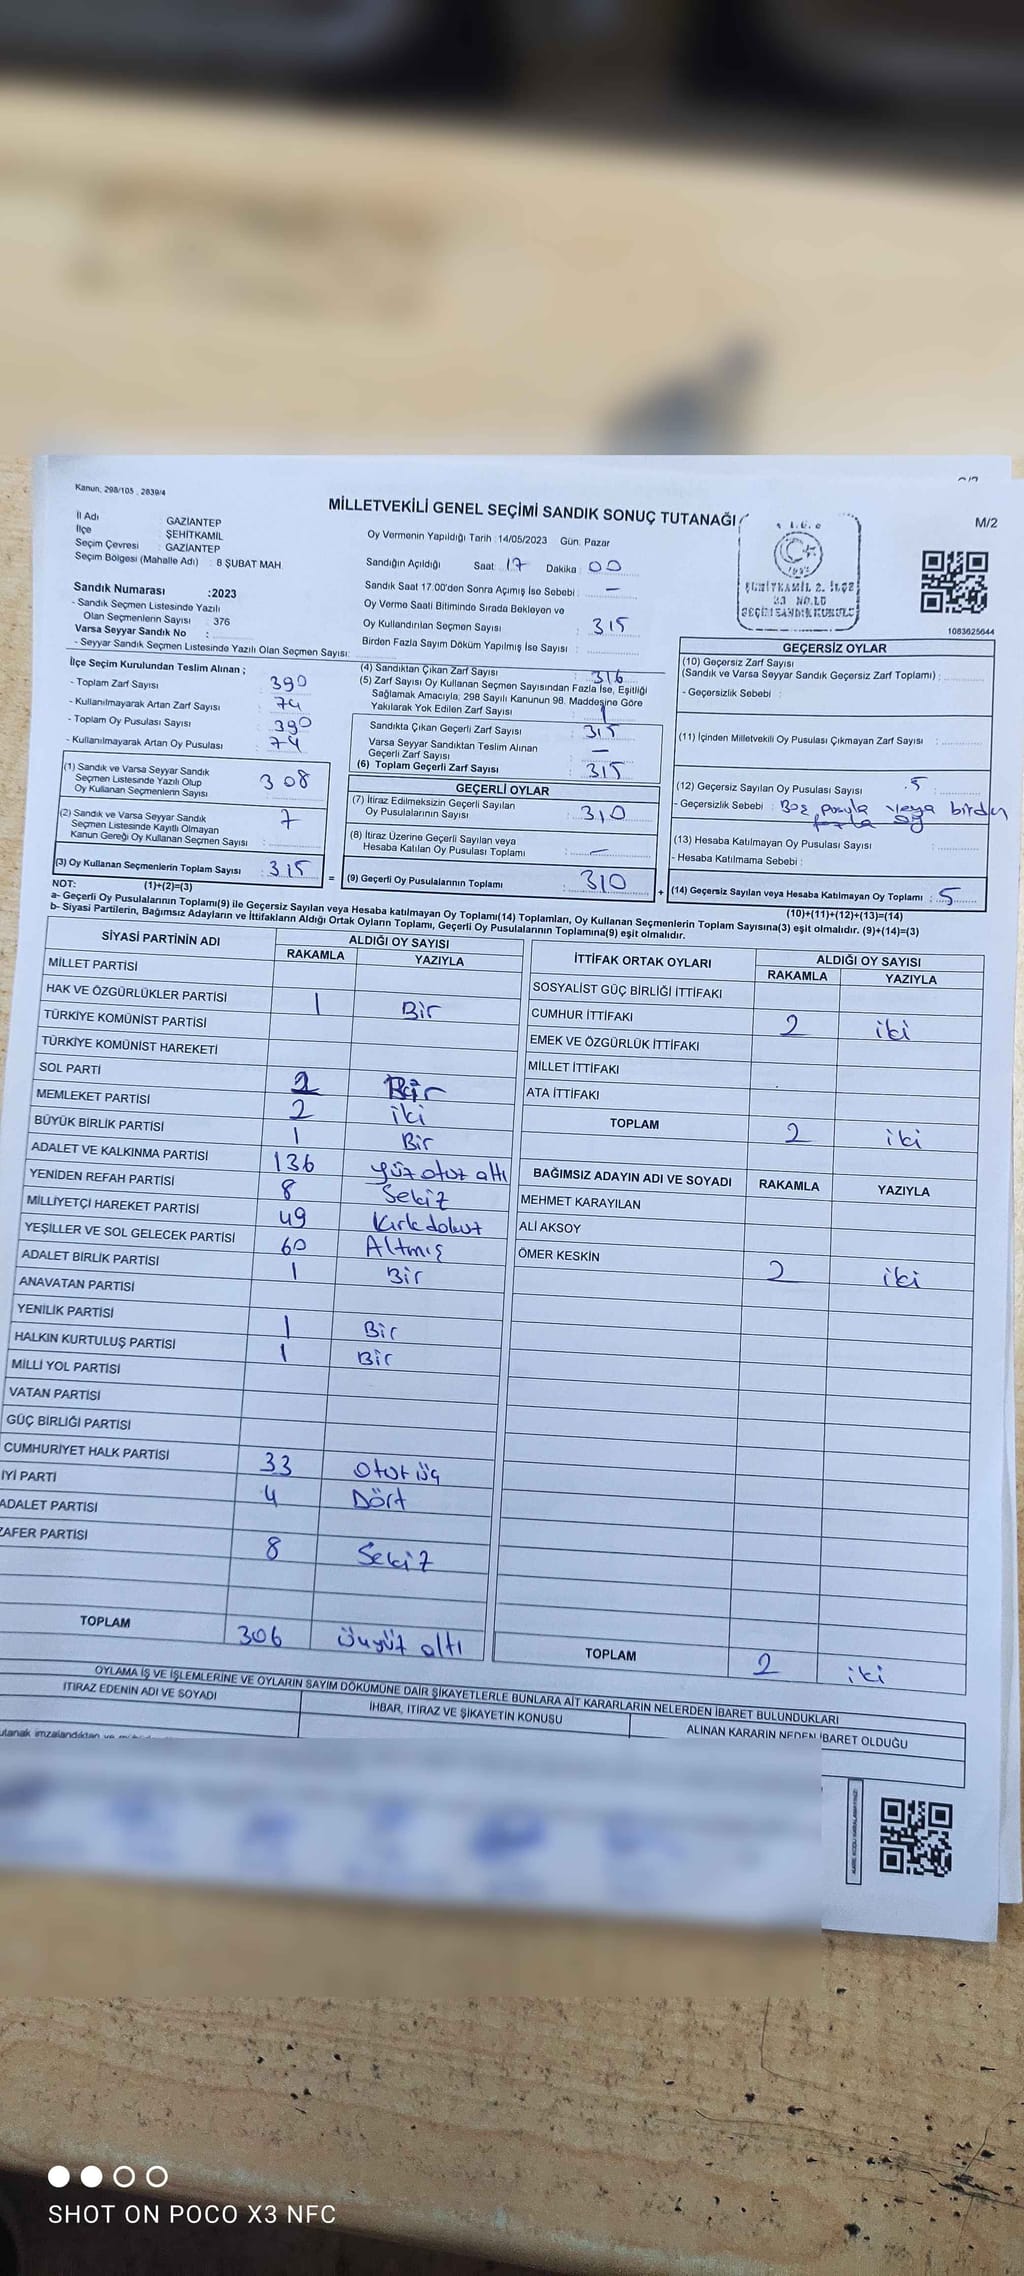 Kanun, 298/105 , 2839/4
MİLLETVEKİLİ GENEL SEÇİMİ SANDIK SONUÇ TUTANAĞI
M/2
İl Adı GAZİANTEP
İlçe ŞEHİTKAMİL
Seçim Çevresi : GAZİANTEP
Seçim Bölgesi (Mahalle Adı) : 8 ŞUBAT MAH.
Sandık Numarası :2023
- Sandık Seçmen Listesinde Yazılı
Olan Seçmenlerin Sayısı : 376
Varsa Seyyar Sandık No :
- Seyyar Sandık Seçmen Listesinde Yazılı Olan Seçmen Sayısı:
Oy Vermenin Yapıldığı Tarih :14/05/2023 Gün: Pazar
Sandığın Açıldığı Saat: 17 Dakika : 00
Sandık Saat 17.00'den Sonra Açımış İse Sebebi : —
Oy Verme Saati Bitiminde Sırada Bekleyen ve
Oy Kullandırılan Seçmen Sayısı : 315
Birden Fazla Sayım Döküm Yapılmış İse Sayısı :
T.C.
1952
ŞEHİTKAMİL 2. İLÇE
23 NO.LU
SEÇİM SANDIK KURULU
1083625644
İlçe Seçim Kurulundan Teslim Alınan ;
- Toplam Zarf Sayısı : 390
- Kullanılmayarak Artan Zarf Sayısı : 74
- Toplam Oy Pusulası Sayısı : 390
- Kullanılmayarak Artan Oy Pusulası : 74
(1) Sandık ve Varsa Seyyar Sandık
Seçmen Listesinde Yazılı Olup
Oy Kullanan Seçmenlerin Sayısı : 308
(2) Sandık ve Varsa Seyyar Sandık
Seçmen Listesinde Kayıtlı Olmayan
Kanun Gereği Oy Kullanan Seçmen Sayısı : 7
(3) Oy Kullanan Seçmenlerin Toplam Sayısı : 315
(1)+(2)=(3)
(4) Sandıktan Çıkan Zarf Sayısı : 316
(5) Zarf Sayısı Oy Kullanan Seçmen Sayısından Fazla İse, Eşitliği
Sağlamak Amacıyla; 298 Sayılı Kanunun 98. Maddesine Göre
Yakılarak Yok Edilen Zarf Sayısı : 1
Sandıkta Çıkan Geçerli Zarf Sayısı : 315
Varsa Seyyar Sandıktan Teslim Alınan
Geçerli Zarf Sayısı : —
(6) Toplam Geçerli Zarf Sayısı : 315
GEÇERLİ OYLAR
(7) İtiraz Edilmeksizin Geçerli Sayılan
Oy Pusulalarının Sayısı : 310
(8) İtiraz Üzerine Geçerli Sayılan veya
Hesaba Katılan Oy Pusulası Toplamı : —
= (9) Geçerli Oy Pusulalarının Toplamı : 310
GEÇERSİZ OYLAR
(10) Geçersiz Zarf Sayısı
(Sandık ve Varsa Seyyar Sandık Geçersiz Zarf Toplamı) :
- Geçersizlik Sebebi :
(11) İçinden Milletvekili Oy Pusulası Çıkmayan Zarf Sayısı :
(12) Geçersiz Sayılan Oy Pusulası Sayısı : 5
- Geçersizlik Sebebi : Boş pusula veya birden
fazla oy
(13) Hesaba Katılmayan Oy Pusulası Sayısı :
- Hesaba Katılmama Sebebi :
+ (14) Geçersiz Sayılan veya Hesaba Katılmayan Oy Toplamı : 5
(10)+(11)+(12)+(13)=(14)
NOT:
a- Geçerli Oy Pusulalarının Toplamı(9) ile Geçersiz Sayılan veya Hesaba katılmayan Oy Toplamı(14) Toplamları, Oy Kullanan Seçmenlerin Toplam Sayısına(3) eşit olmalıdır. (9)+(14)=(3)
b- Siyasi Partilerin, Bağımsız Adayların ve İttifakların Aldığı Ortak Oyların Toplamı, Geçerli Oy Pusulalarının Toplamına(9) eşit olmalıdır.
SİYASİ PARTİNİN ADI ALDIĞI OY SAYISI
RAKAMLA YAZIYLA
MİLLET PARTİSİ
HAK VE ÖZGÜRLÜKLER PARTİSİ 1 Bir
TÜRKİYE KOMÜNİST PARTİSİ
TÜRKİYE KOMÜNİST HAREKETİ
SOL PARTİ
MEMLEKET PARTİSİ 2 iki
BÜYÜK BİRLİK PARTİSİ 1 Bir
ADALET VE KALKINMA PARTİSİ 136 yüz otuz altı
YENİDEN REFAH PARTİSİ 8 Sekiz
MİLLİYETÇİ HAREKET PARTİSİ 49 Kırk dokuz
YEŞİLLER VE SOL GELECEK PARTİSİ 60 Altmış
ADALET BİRLİK PARTİSİ 1 Bir
ANAVATAN PARTİSİ
YENİLİK PARTİSİ 1 Bir
HALKIN KURTULUŞ PARTİSİ 1 Bir
MİLLİ YOL PARTİSİ
VATAN PARTİSİ
GÜÇ BİRLİĞİ PARTİSİ
CUMHURİYET HALK PARTİSİ 33 otuz üç
İYİ PARTİ 4 Dört
ADALET PARTİSİ
ZAFER PARTİSİ 8 Sekiz
TOPLAM 306 Üçyüz altı
İTTİFAK ORTAK OYLARI ALDIĞI OY SAYISI
RAKAMLA YAZIYLA
SOSYALİST GÜÇ BİRLİĞİ İTTİFAKI
CUMHUR İTTİFAKI 2 iki
EMEK VE ÖZGÜRLÜK İTTİFAKI
MİLLET İTTİFAKI
ATA İTTİFAKI
TOPLAM 2 iki
BAĞIMSIZ ADAYIN ADI VE SOYADI RAKAMLA YAZIYLA
MEHMET KARAYILAN
ALİ AKSOY
ÖMER KESKİN 2 iki
TOPLAM 2 iki
OYLAMA İŞ VE İŞLEMLERİNE VE OYLARIN SAYIM DÖKÜMÜNE DAİR ŞİKAYETLERLE BUNLARA AİT KARARLARIN NELERDEN İBARET BULUNDUKLARI
İTİRAZ EDENİN ADI VE SOYADI İHBAR, İTİRAZ VE ŞİKAYETİN KONUSU ALINAN KARARIN NEDEN İBARET OLDUĞU
SHOT ON POCO X3 NFC